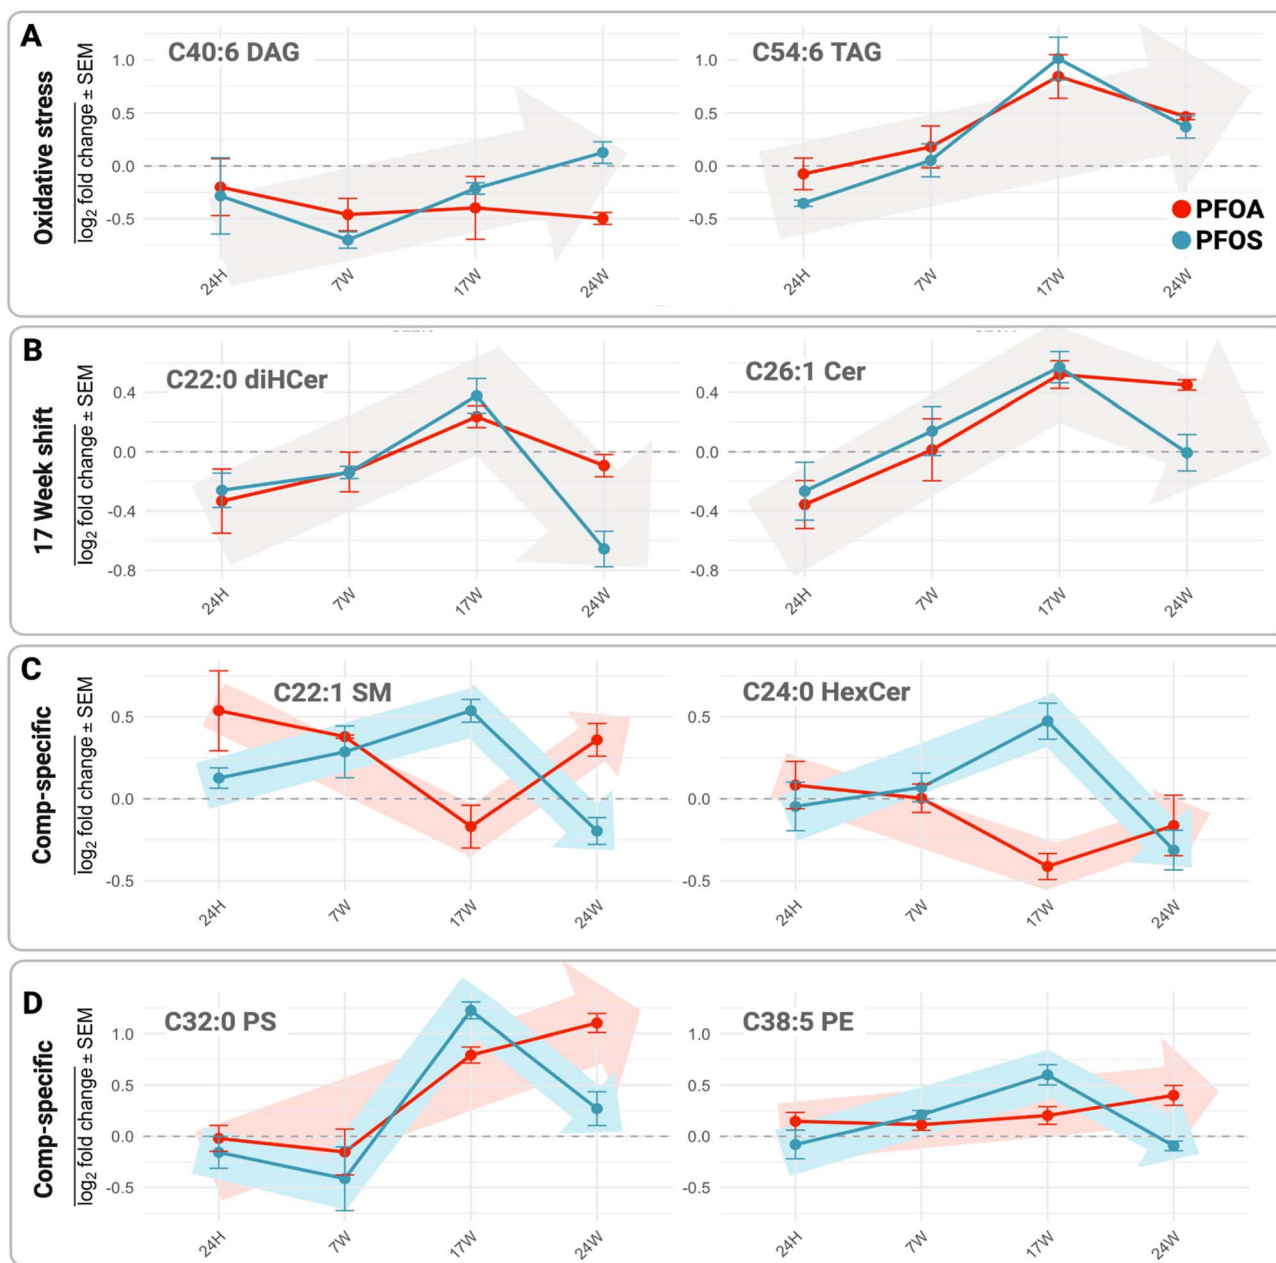 A
Oxidative stress
log2 fold change ± SEM
C40:6 DAG
1.0
0.5
0.0
-0.5
24H 7W 17W 24W
C54:6 TAG
1.0
0.5
0.0
-0.5
24H 7W 17W 24W
PFOA
PFOS
B
17 Week shift
log2 fold change ± SEM
C22:0 diHCer
0.4
0.0
-0.4
-0.8
24H 7W 17W 24W
C26:1 Cer
0.4
0.0
-0.4
-0.8
24H 7W 17W 24W
C
Comp-specific
log2 fold change ± SEM
C22:1 SM
0.5
0.0
-0.5
24H 7W 17W 24W
C24:0 HexCer
0.5
0.0
-0.5
24H 7W 17W 24W
D
Comp-specific
log2 fold change ± SEM
C32:0 PS
1.0
0.5
0.0
-0.5
24H 7W 17W 24W
C38:5 PE
1.0
0.5
0.0
-0.5
24H 7W 17W 24W